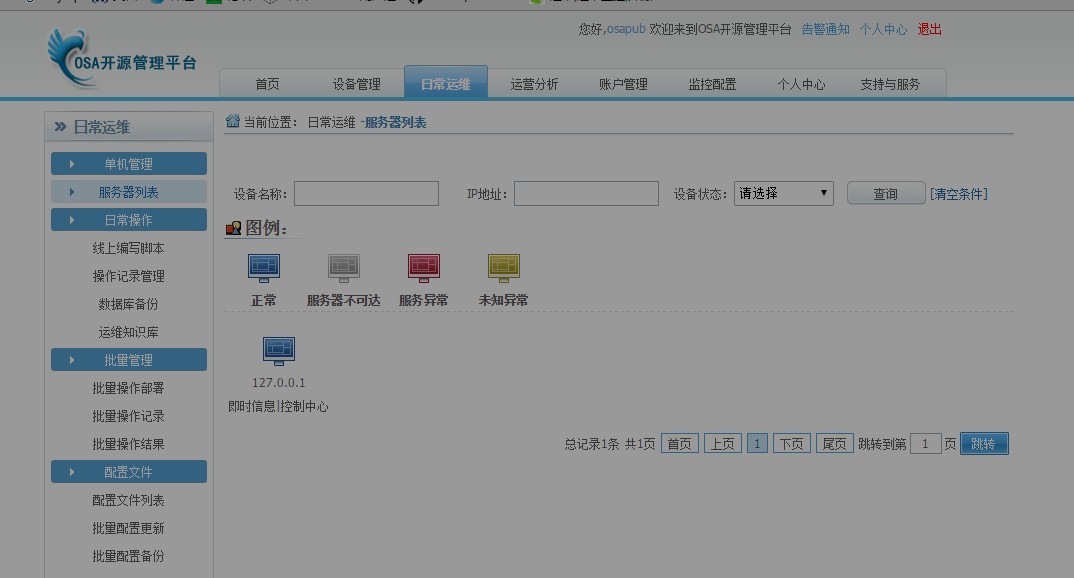 您好,osapub 欢迎来到OSA开源管理平台 告警通知 个人中心 退出
OSA开源管理平台
首页 设备管理 日常运维 运营分析 账户管理 监控配置 个人中心 支持与服务
日常运维
单机管理
服务器列表
日常操作
线上编写脚本
操作记录管理
数据库备份
运维知识库
批量管理
批量操作部署
批量操作记录
批量操作结果
配置文件
配置文件列表
批量配置更新
批量配置备份
当前位置: 日常运维 -服务器列表
设备名称: IP地址: 设备状态: 请选择 查询 [清空条件]
图例:
正常 服务器不可达 服务异常 未知异常
127.0.0.1
即时信息|控制中心
总记录1条 共1页 首页 上页 1 下页 尾页 跳转到第 1 页 跳转